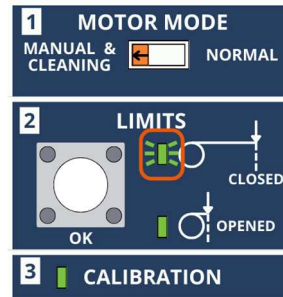 1 MOTOR MODE
MANUAL & CLEANING NORMAL
2 LIMITS
CLOSED
OPENED
OK
3 CALIBRATION